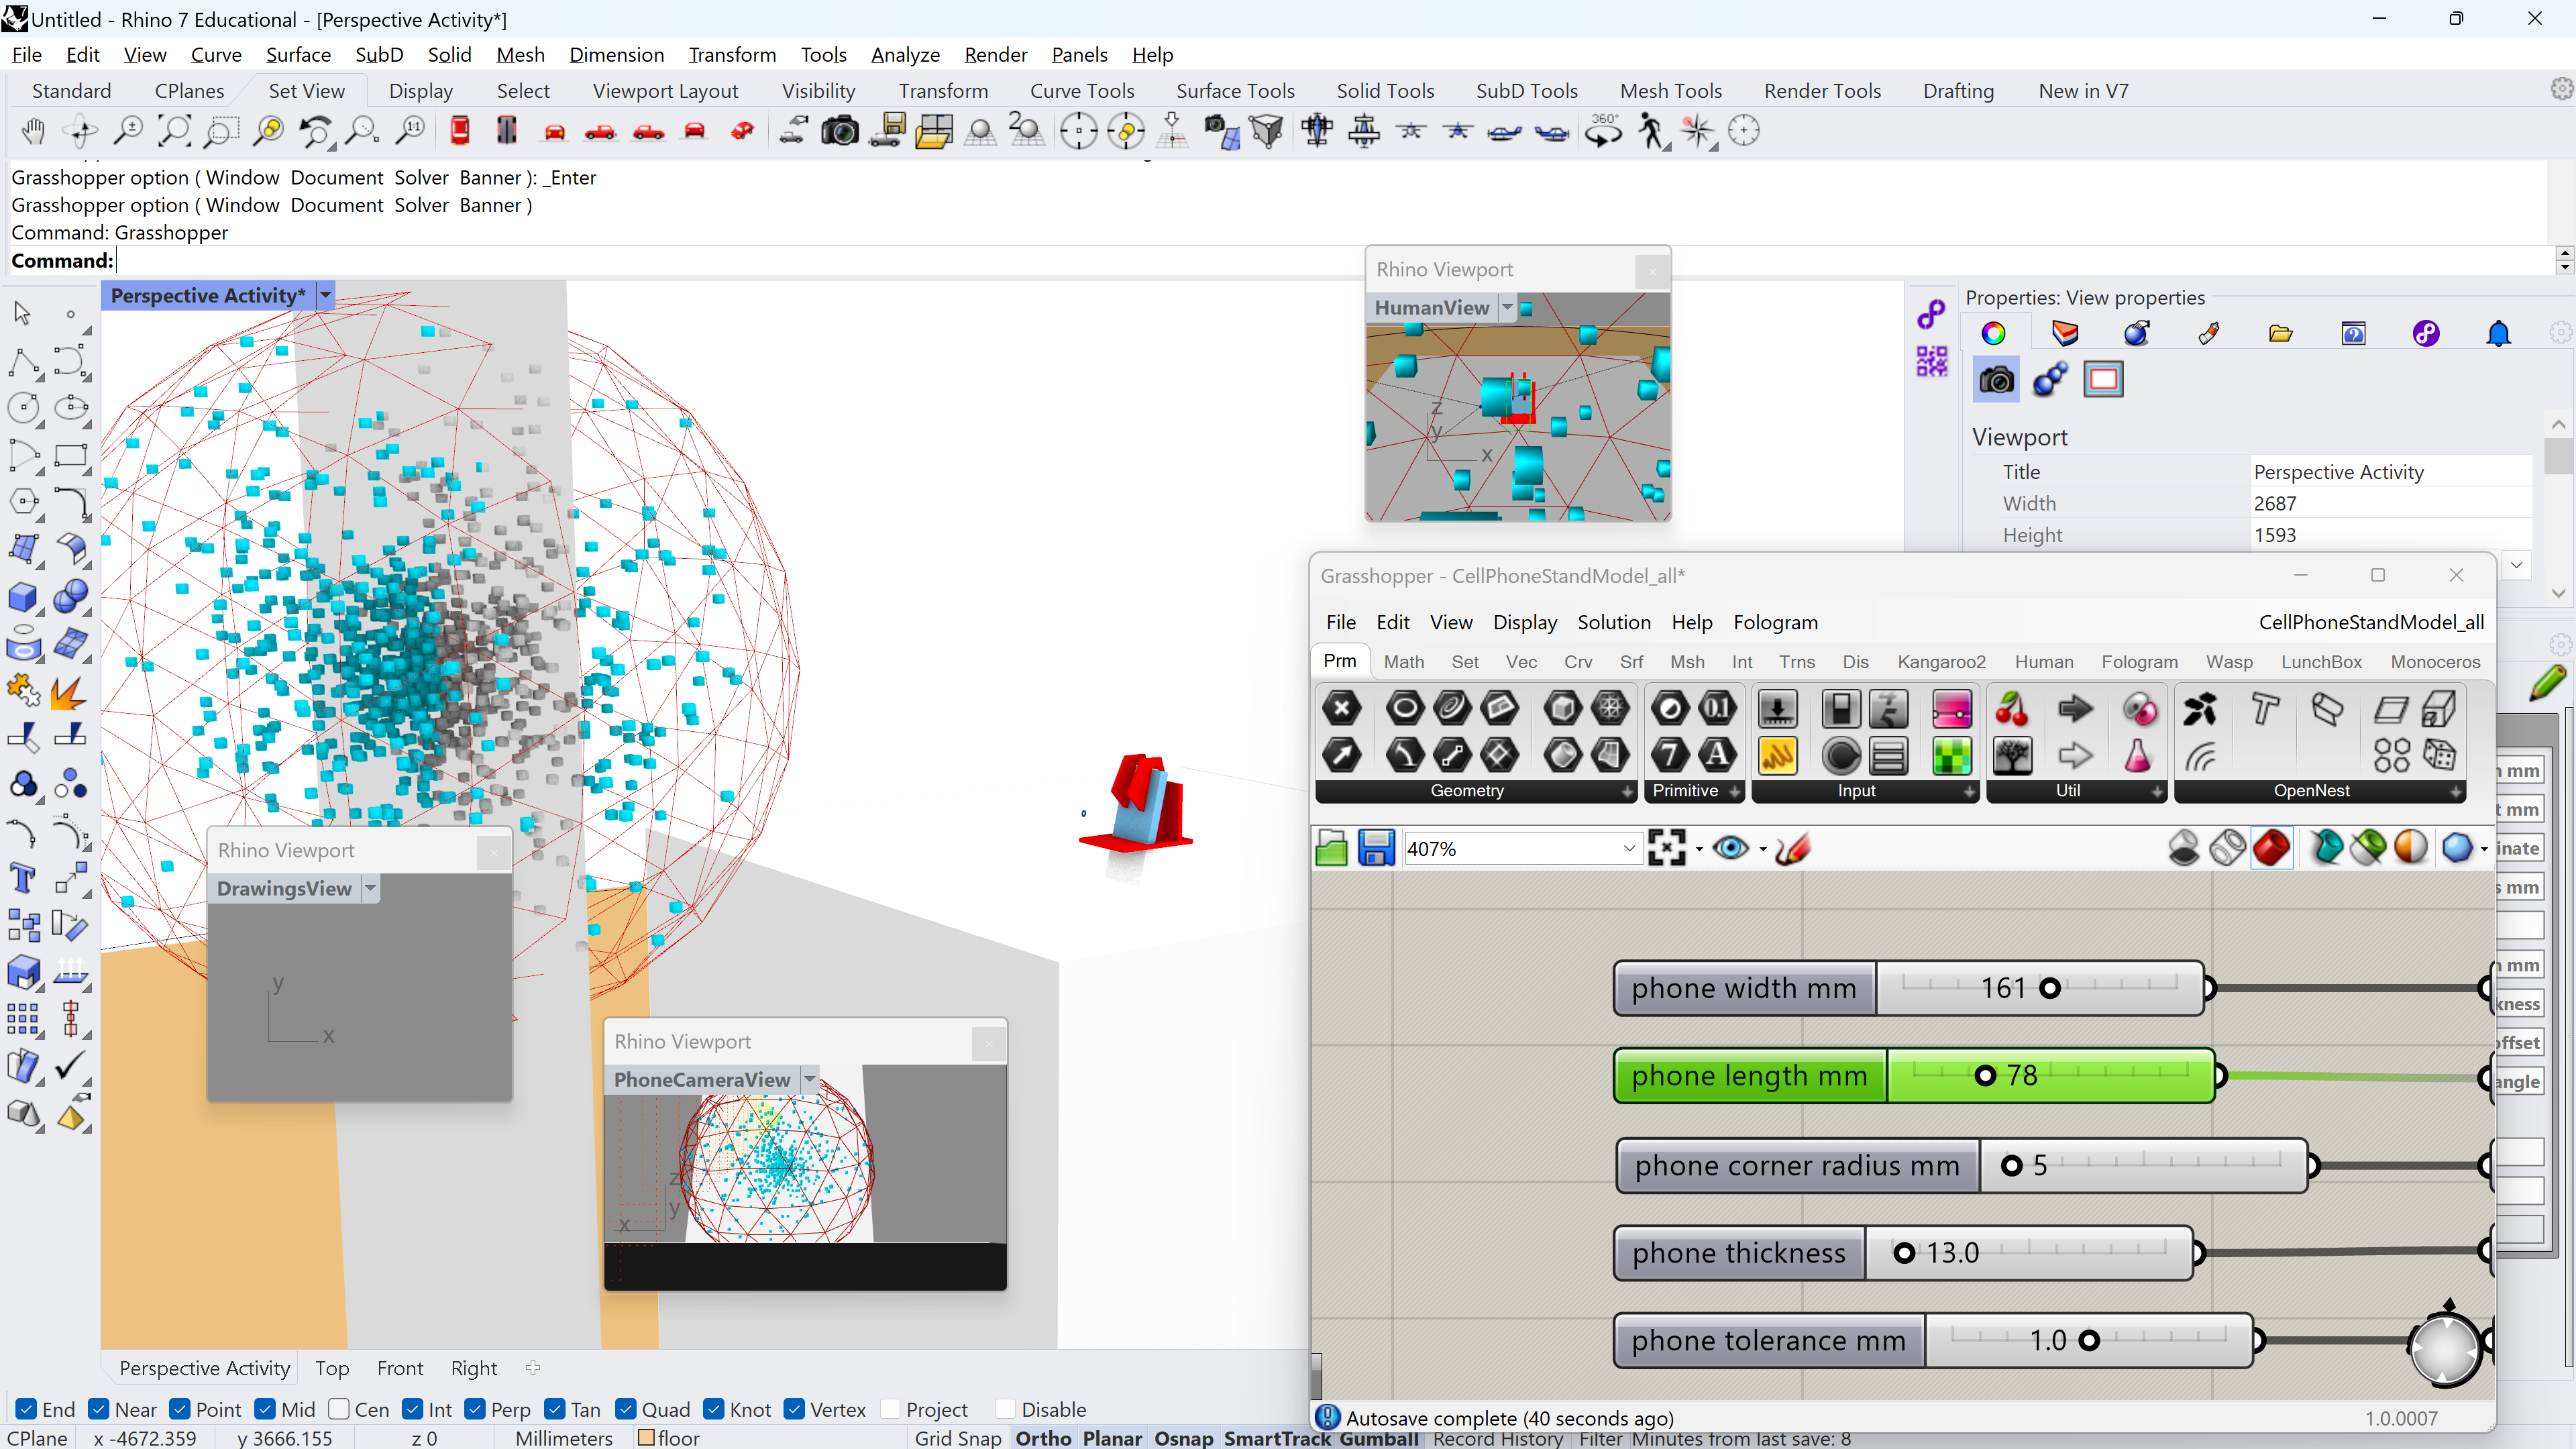 Untitled - Rhino 7 Educational - [Perspective Activity*]
File Edit View Curve Surface SubD Solid Mesh Dimension Transform Tools Analyze Render Panels Help
Standard CPlanes Set View Display Select Viewport Layout Visibility Transform Curve Tools Surface Tools Solid Tools SubD Tools Mesh Tools Render Tools Drafting New in V7
Grasshopper option ( Window Document Solver Banner ): _Enter
Grasshopper option ( Window Document Solver Banner )
Command: Grasshopper
Command:
Perspective Activity*
Rhino Viewport
HumanView
z
y
x
Properties: View properties
Viewport
Title Perspective Activity
Width 2687
Height 1593
Grasshopper - CellPhoneStandModel_all*
File Edit View Display Solution Help Fologram CellPhoneStandModel_all
Prm Math Set Vec Crv Srf Msh Int Trns Dis Kangaroo2 Human Fologram Wasp LunchBox Monoceros
Geometry Primitive Input Util OpenNest
407%
phone width mm 161
phone length mm 78
phone corner radius mm 5
phone thickness 13.0
phone tolerance mm 1.0
Autosave complete (40 seconds ago) 1.0.0007
mm
mm
mm
mm
offset
angle
Rhino Viewport
DrawingsView
y
x
Rhino Viewport
PhoneCameraView
z
y
x
Perspective Activity Top Front Right
End Near Point Mid Cen Int Perp Tan Quad Knot Vertex Project Disable
CPlane x -4672.359 y 3666.155 z 0 Millimeters floor Grid Snap Ortho Planar Osnap SmartTrack Gumball Record History Filter Minutes from last save: 8